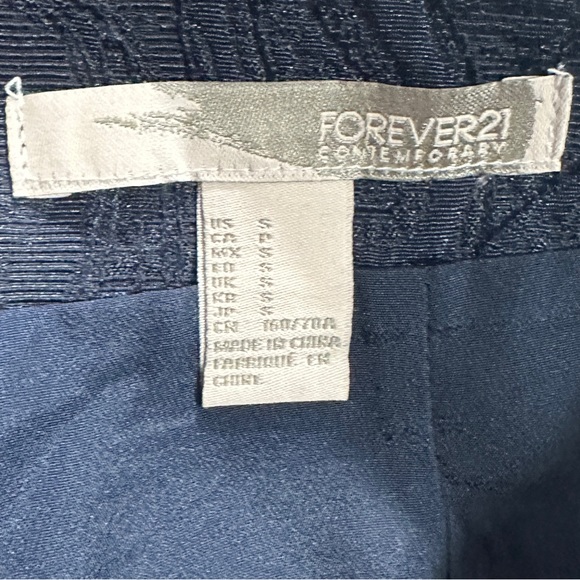 FOREVER21
CONTEMPORARY
US S
CA P
MX S
EU S
UK S
KR S
JP S
CN 160/70A
MADE IN CHINA
FABRIQUÉ EN
CHINE